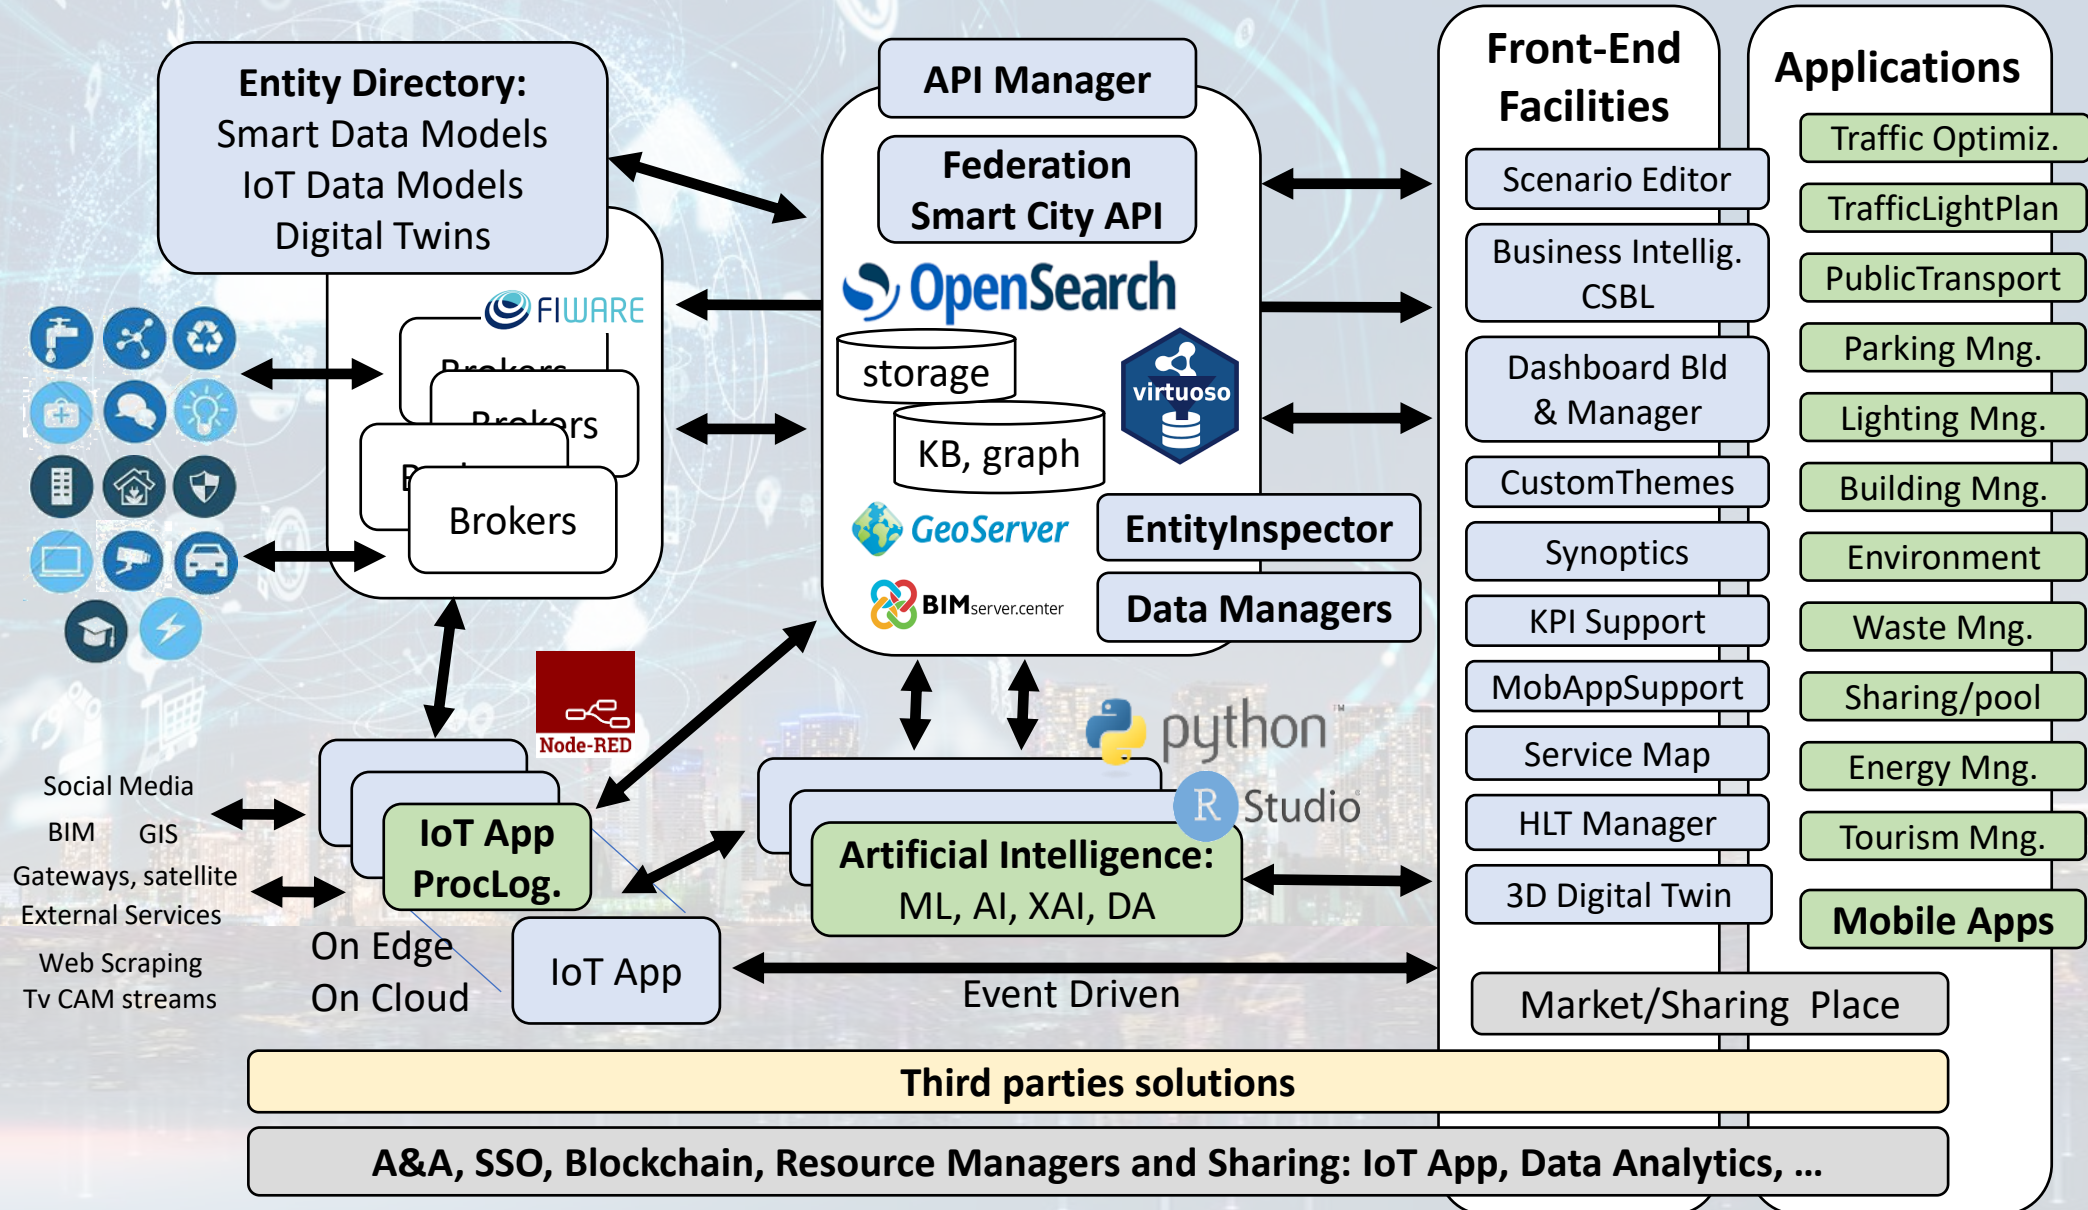 Entity Directory:
Smart Data Models
IoT Data Models
Digital Twins
FIWARE
Brokers
Brokers
Brokers
API Manager
Federation
Smart City API
OpenSearch
storage
virtuoso
KB, graph
GeoServer
EntityInspector
BIMserver.center
Data Managers
Node-RED
python™
R Studio
Social Media
BIM GIS
Gateways, satellite
External Services
Web Scraping
Tv CAM streams
IoT App
ProcLog.
On Edge
On Cloud
IoT App
Artificial Intelligence:
ML, AI, XAI, DA
Event Driven
Front-End
Facilities
Scenario Editor
Business Intellig.
CSBL
Dashboard Bld
& Manager
CustomThemes
Synoptics
KPI Support
MobAppSupport
Service Map
HLT Manager
3D Digital Twin
Applications
Traffic Optimiz.
TrafficLightPlan
PublicTransport
Parking Mng.
Lighting Mng.
Building Mng.
Environment
Waste Mng.
Sharing/pool
Energy Mng.
Tourism Mng.
Mobile Apps
Market/Sharing Place
Third parties solutions
A&A, SSO, Blockchain, Resource Managers and Sharing: IoT App, Data Analytics, ...